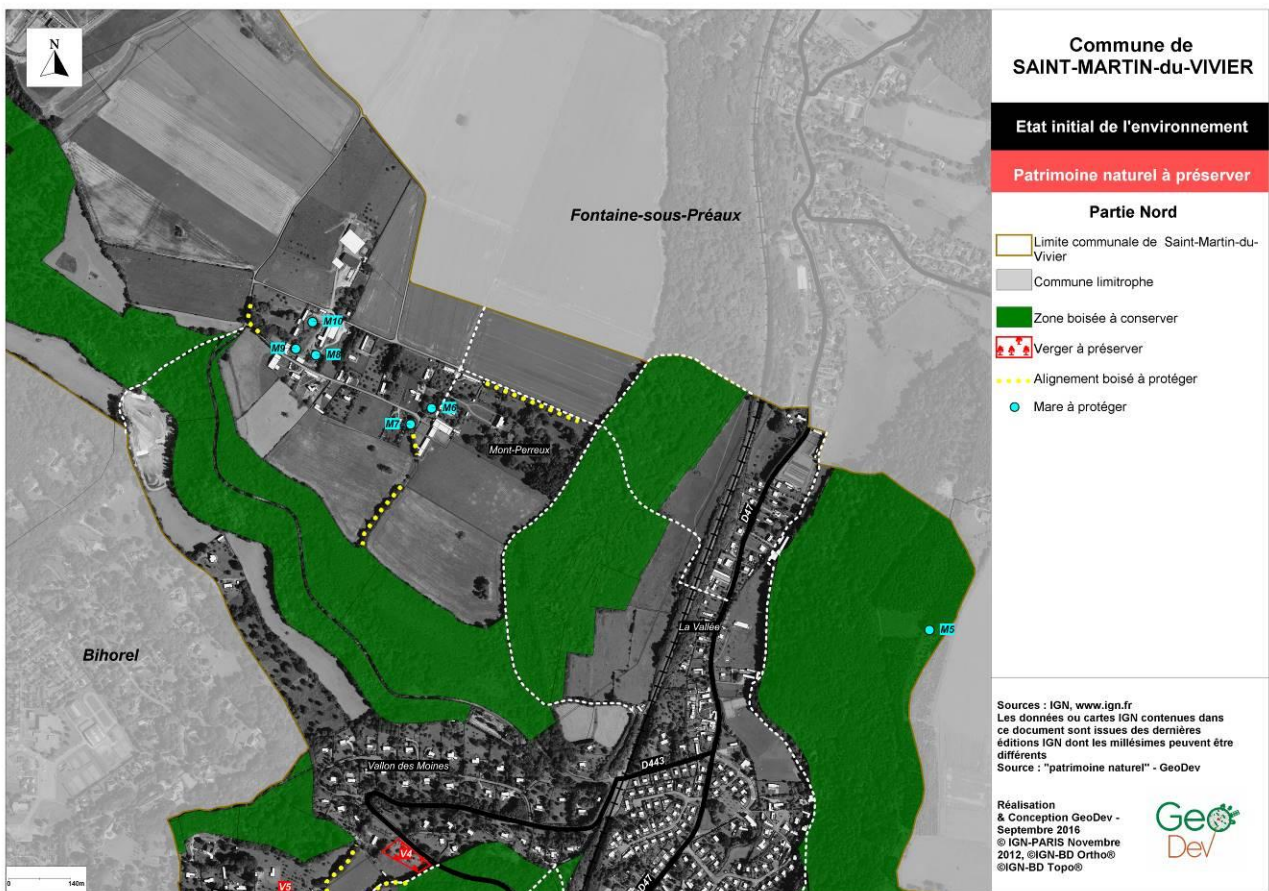 N
Commune de
SAINT-MARTIN-du-VIVIER
Etat initial de l'environnement
Patrimoine naturel à préserver
Partie Nord
Limite communale de Saint-Martin-du-
Vivier
Commune limitrophe
Zone boisée à conserver
Verger à préserver
Alignement boisé à protéger
Mare à protéger
Fontaine-sous-Préaux
M10
M9
M8
M6
M7
Mont-Perreux
D47
M5
La Vallée
Bihorel
Vallon des Moines
D443
V4
V5
D47
0
140m
Sources : IGN, www.ign.fr
Les données ou cartes IGN contenues dans
ce document sont issues des dernières
éditions IGN dont les millésimes peuvent être
différents
Source : "patrimoine naturel" - GeoDev
Réalisation
& Conception GeoDev -
Septembre 2016
© IGN-PARIS Novembre
2012, ©IGN-BD Ortho®
©IGN-BD Topo®
Geo
Dev